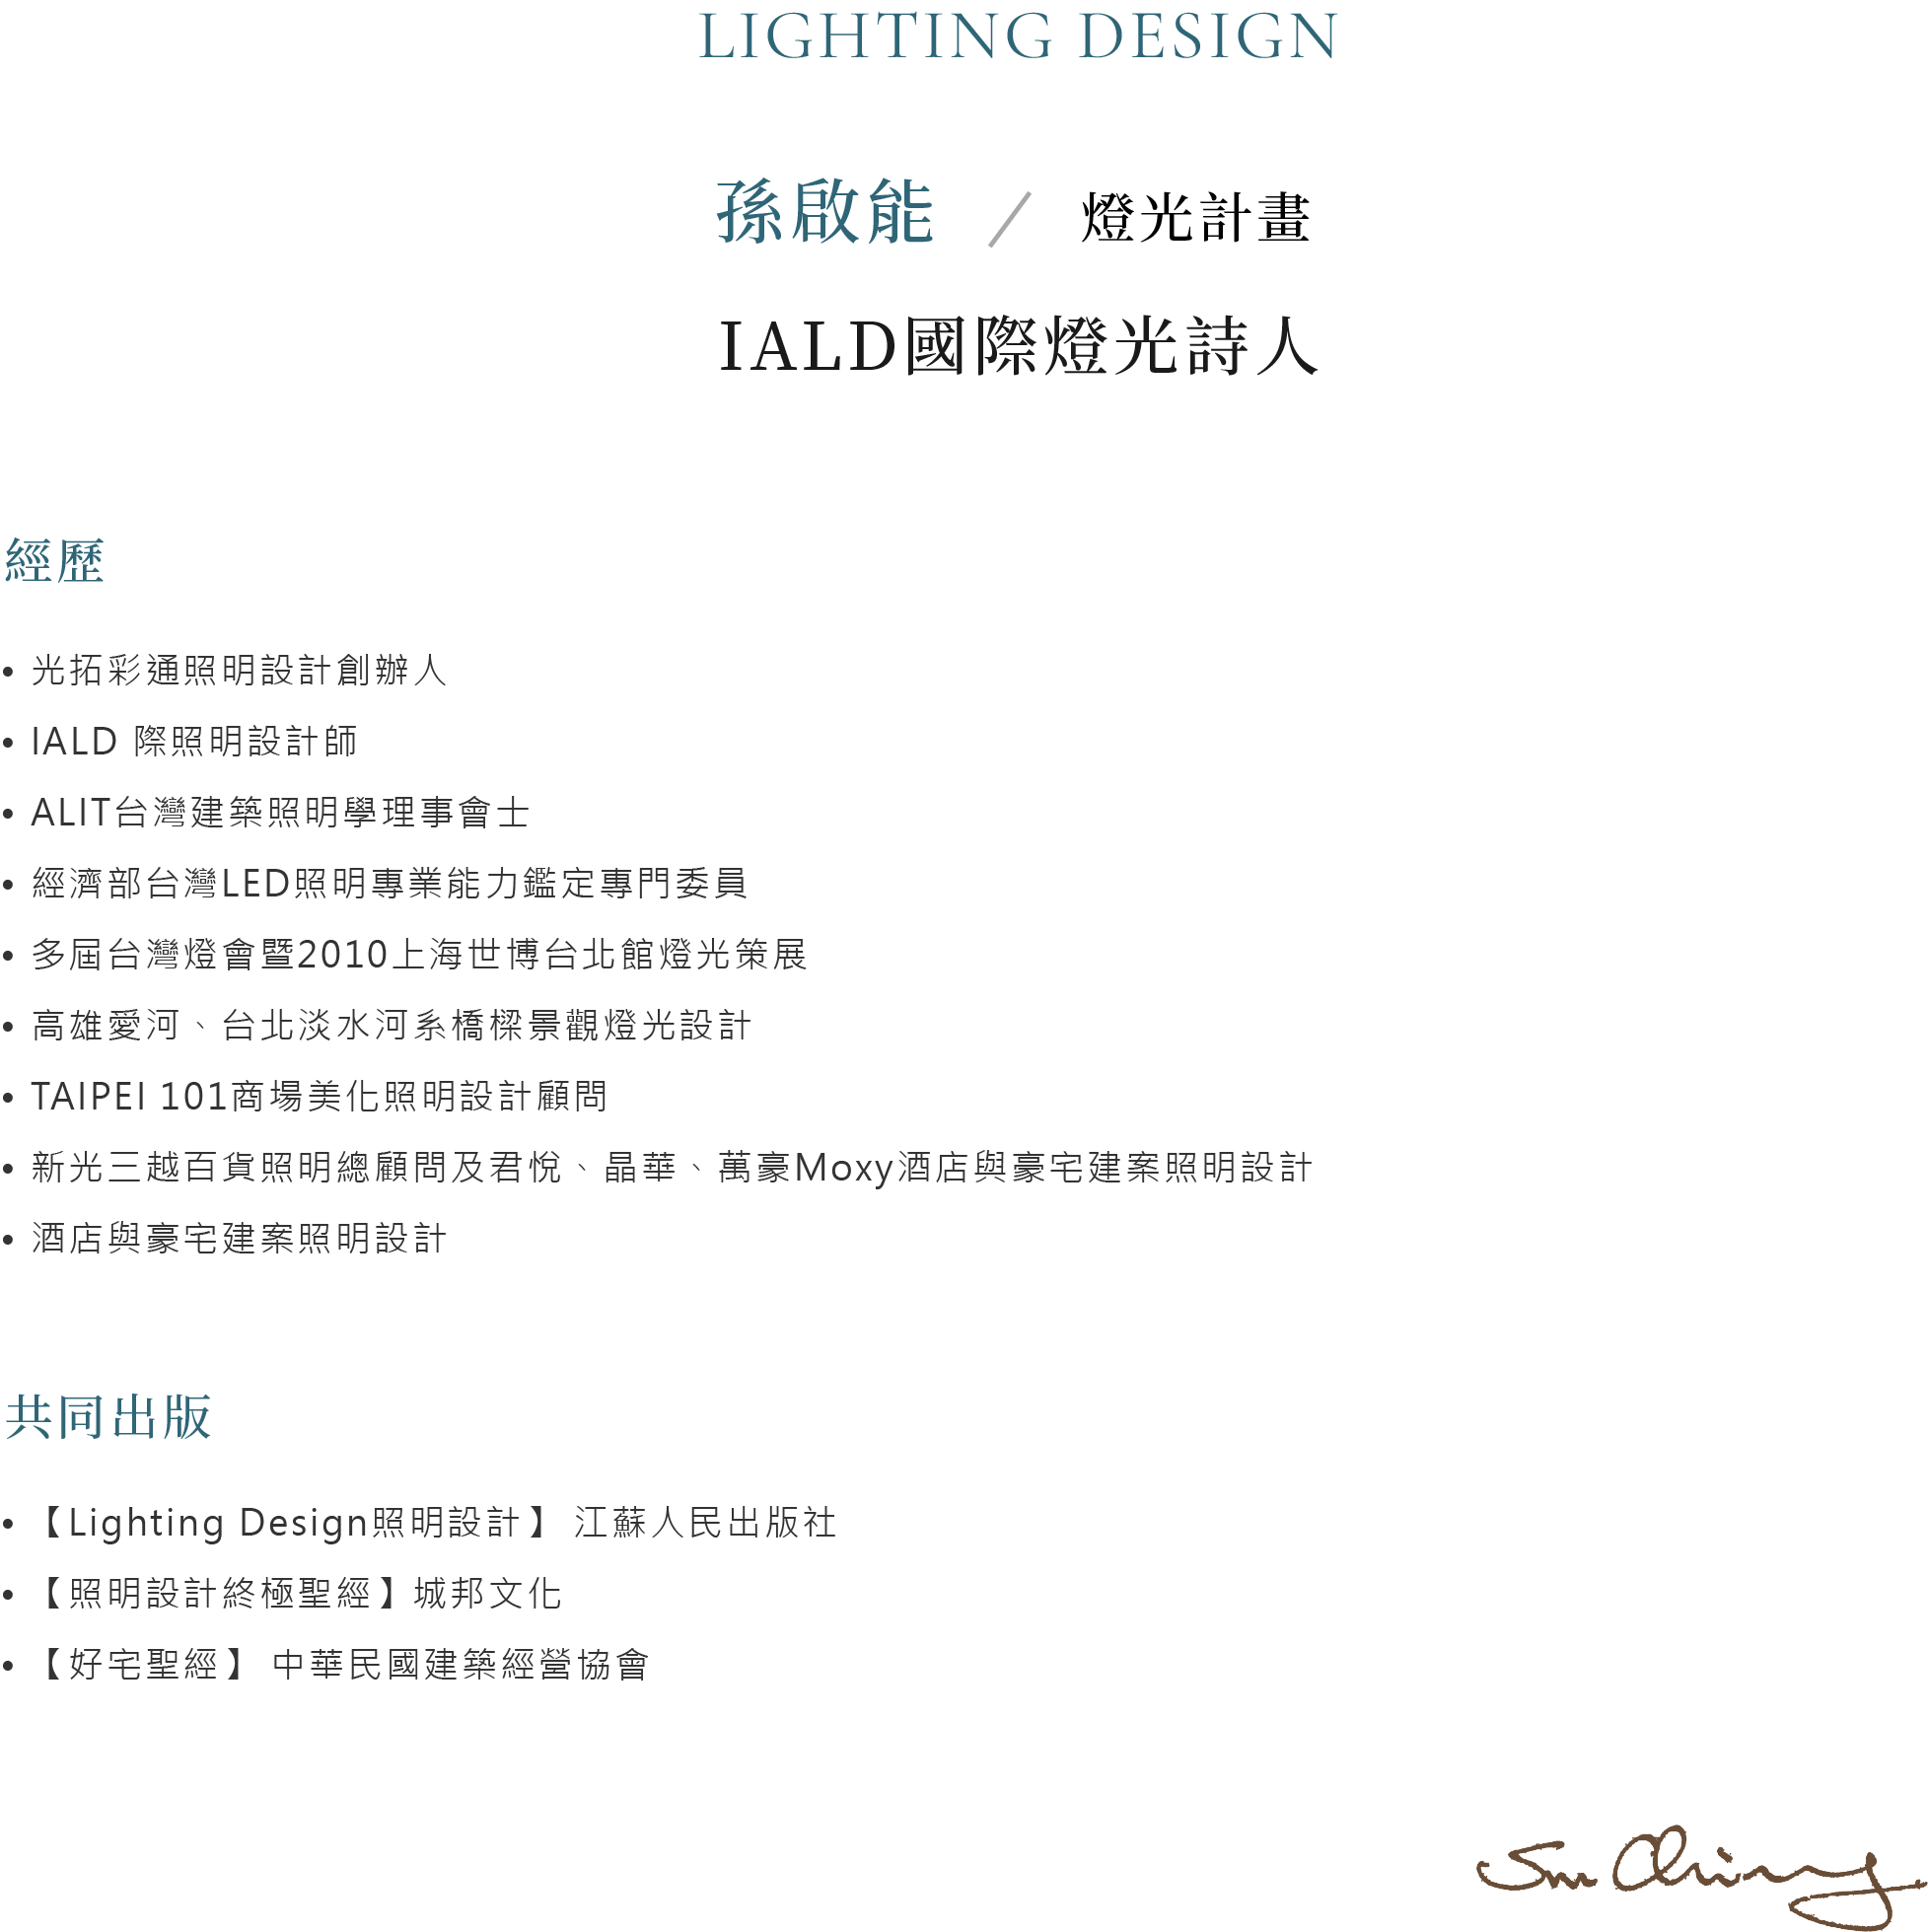 LIGHTING DESIGN
孫啟能 ／ 燈光計畫
IALD國際燈光詩人
經歷
• 光拓彩通照明設計創辦人
• IALD 際照明設計師
• ALIT台灣建築照明學理事會士
• 經濟部台灣LED照明專業能力鑑定專門委員
• 多屆台灣燈會暨2010上海世博台北館燈光策展
• 高雄愛河、台北淡水河系橋樑景觀燈光設計
• TAIPEI 101商場美化照明設計顧問
• 新光三越百貨照明總顧問及君悅、晶華、萬豪Moxy酒店與豪宅建案照明設計
• 酒店與豪宅建案照明設計
共同出版
• 【Lighting Design照明設計】 江蘇人民出版社
• 【照明設計終極聖經】城邦文化
• 【好宅聖經】 中華民國建築經營協會